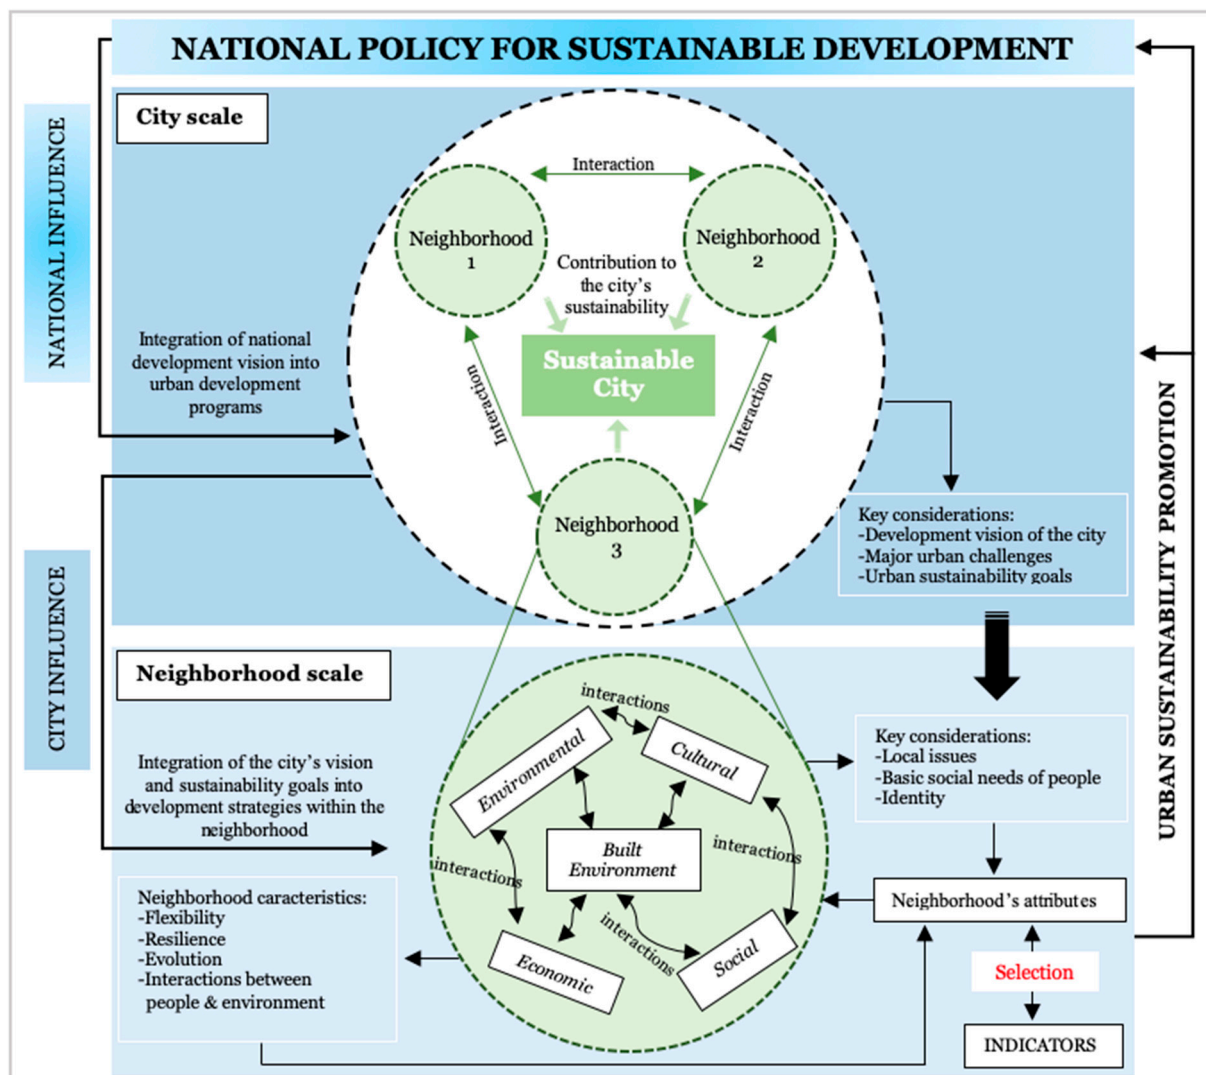 NATIONAL POLICY FOR SUSTAINABLE DEVELOPMENT
NATIONAL INFLUENCE
City scale
Interaction
Neighborhood
1
Neighborhood
2
Contribution to
the city's
sustainability
Integration of national
development vision into
urban development
programs
Sustainable
City
Interaction
Interaction
Neighborhood
3
Key considerations:
-Development vision of the city
-Major urban challenges
-Urban sustainability goals
URBAN SUSTAINABILITY PROMOTION
CITY INFLUENCE
Neighborhood scale
interactions
Environmental
Cultural
Integration of the city's vision
and sustainability goals into
development strategies within the
neighborhood
Key considerations:
-Local issues
-Basic social needs of people
-Identity
Built
Environment
interactions
interactions
Neighborhood caracteristics:
-Flexibility
-Resilience
-Evolution
-Interactions between
people & environment
interactions
Economic
Social
Neighborhood's attributes
Selection
INDICATORS